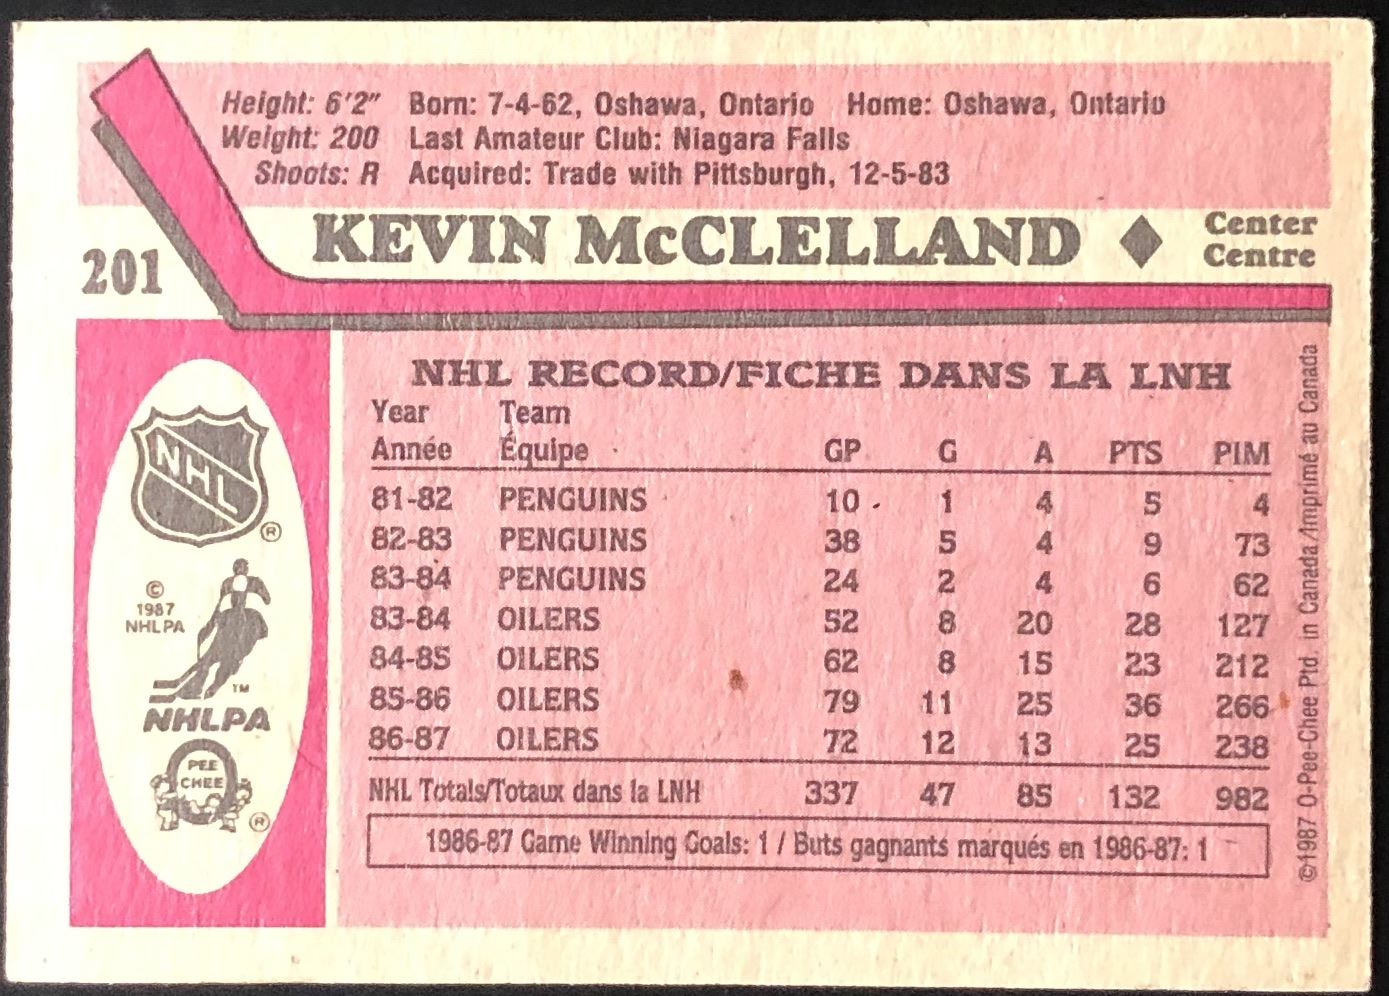 Height: 6'2" Born: 7-4-62, Oshawa, Ontario Home: Oshawa, Ontario
Weight: 200 Last Amateur Club: Niagara Falls
Shoots: R Acquired: Trade with Pittsburgh, 12-5-83
201
KEVIN McCLELLAND ♦ Center
Centre
NHL
®
©
1987
NHLPA
TM
NHLPA
PEE
CHEE
®
NHL RECORD/FICHE DANS LA LNH
Year Team
Année Équipe GP G A PTS PIM
81-82 PENGUINS 10 1 4 5 4
82-83 PENGUINS 38 5 4 9 73
83-84 PENGUINS 24 2 4 6 62
83-84 OILERS 52 8 20 28 127
84-85 OILERS 62 8 15 23 212
85-86 OILERS 79 11 25 36 266
86-87 OILERS 72 12 13 25 238
NHL Totals/Totaux dans la LNH 337 47 85 132 982
1986-87 Game Winning Goals: 1 / Buts gagnants marqués en 1986-87: 1
©1987 O-Pee-Chee Ptd. in Canada/Imprimé au Canada